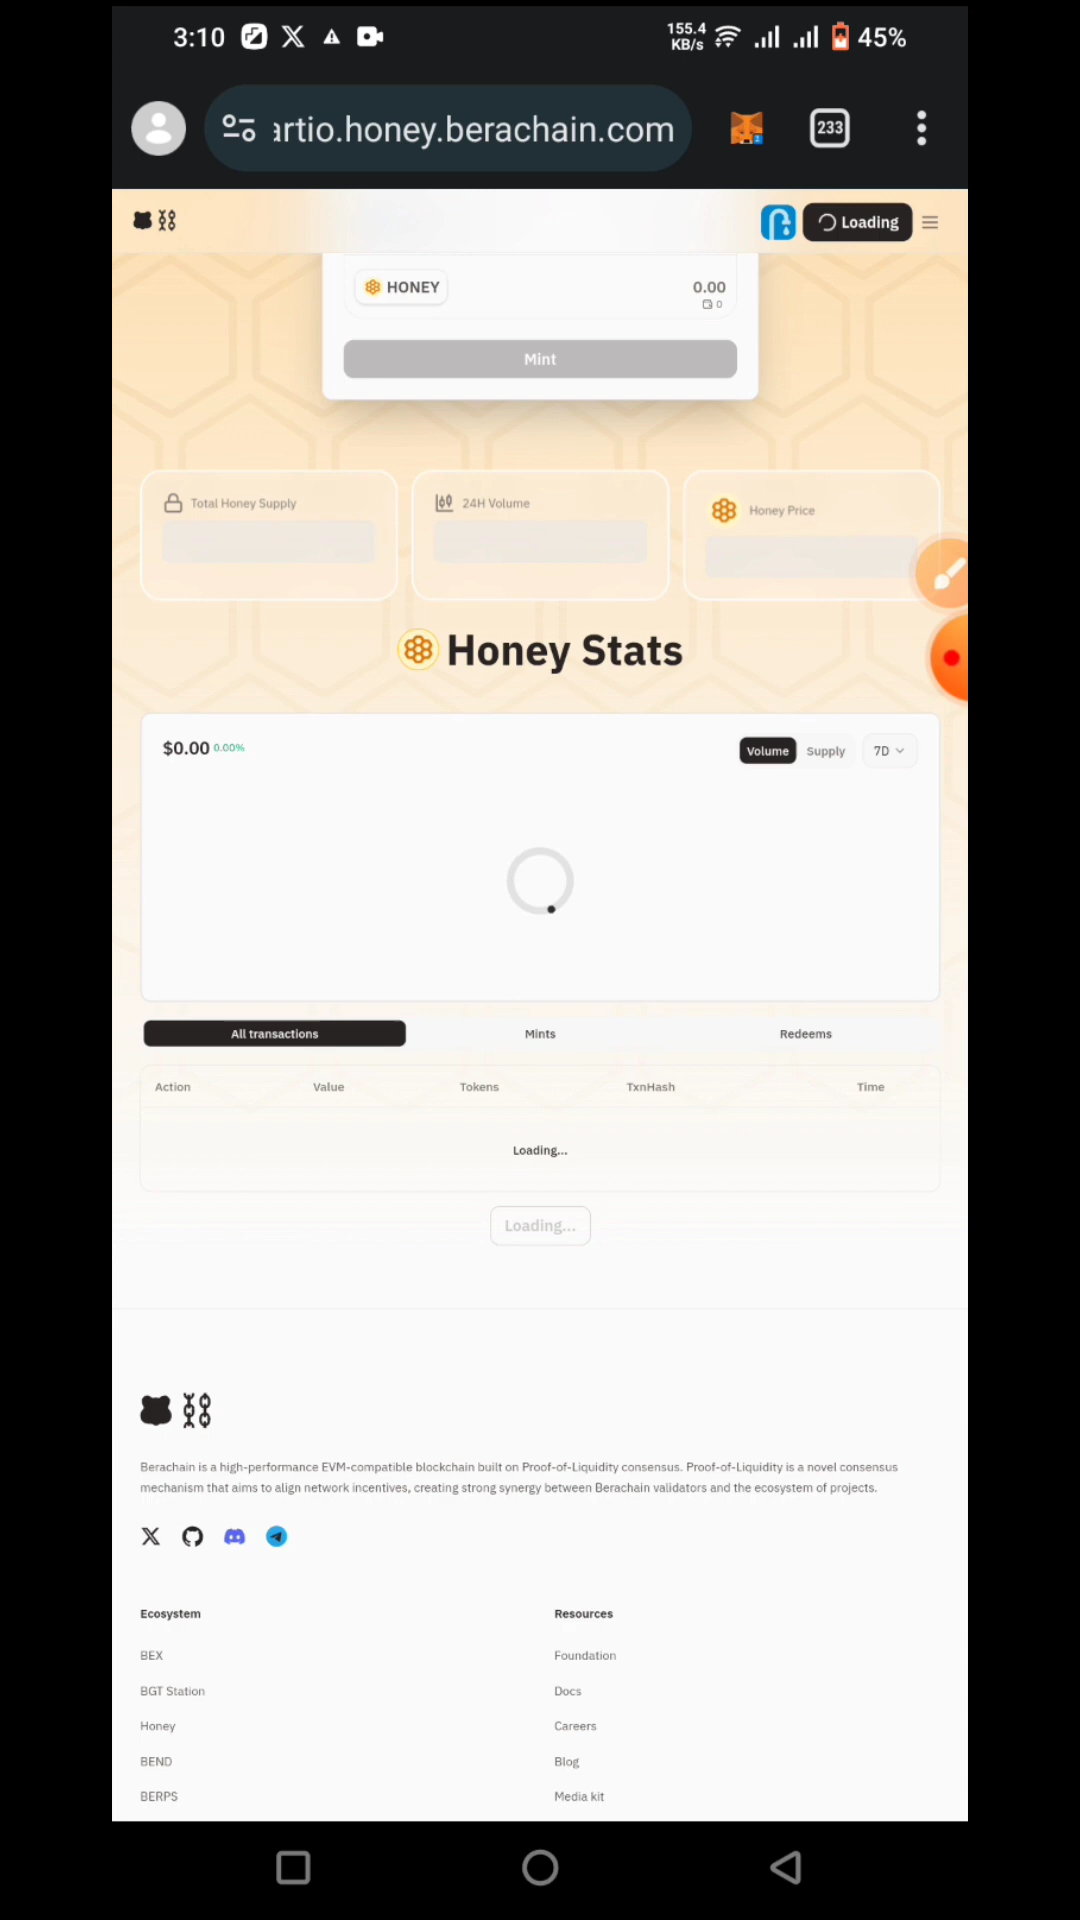 3:10 155.4 KB/s 45%
artio.honey.berachain.com 233
Loading
HONEY 0.00
0
Mint
Total Honey Supply
24H Volume
Honey Price
Honey Stats
$0.00 0.00% Volume Supply 7D
All transactions Mints Redeems
Action Value Tokens TxnHash Time
Loading...
Loading...
Berachain is a high-performance EVM-compatible blockchain built on Proof-of-Liquidity consensus. Proof-of-Liquidity is a novel consensus
mechanism that aims to align network incentives, creating strong synergy between Berachain validators and the ecosystem of projects.
Ecosystem Resources
BEX Foundation
BGT Station Docs
Honey Careers
BEND Blog
BERPS Media kit